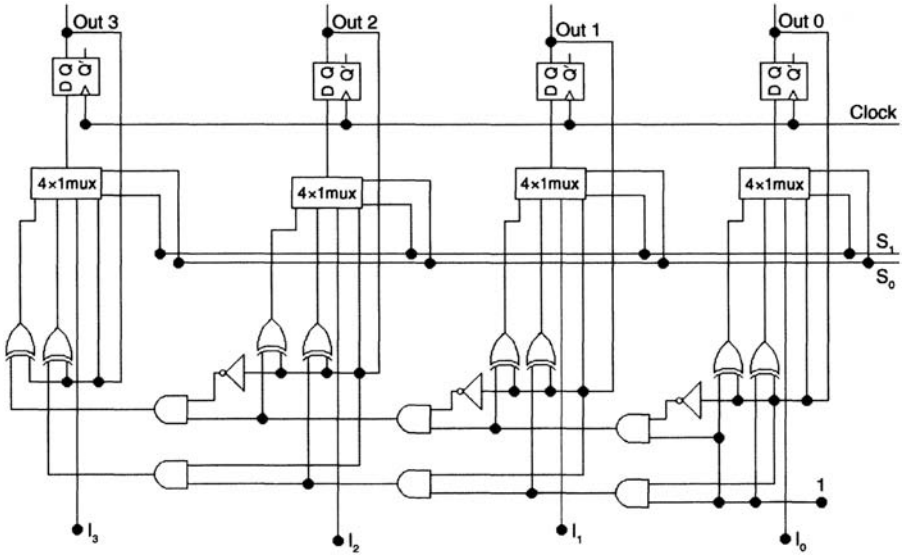 Out 3
Out 2
Out 1
Out 0
D Q Q'
D Q Q'
D Q Q'
D Q Q'
Clock
4×1mux
4×1mux
4×1mux
4×1mux
S₁
S₀
1
I₃
I₂
I₁
I₀